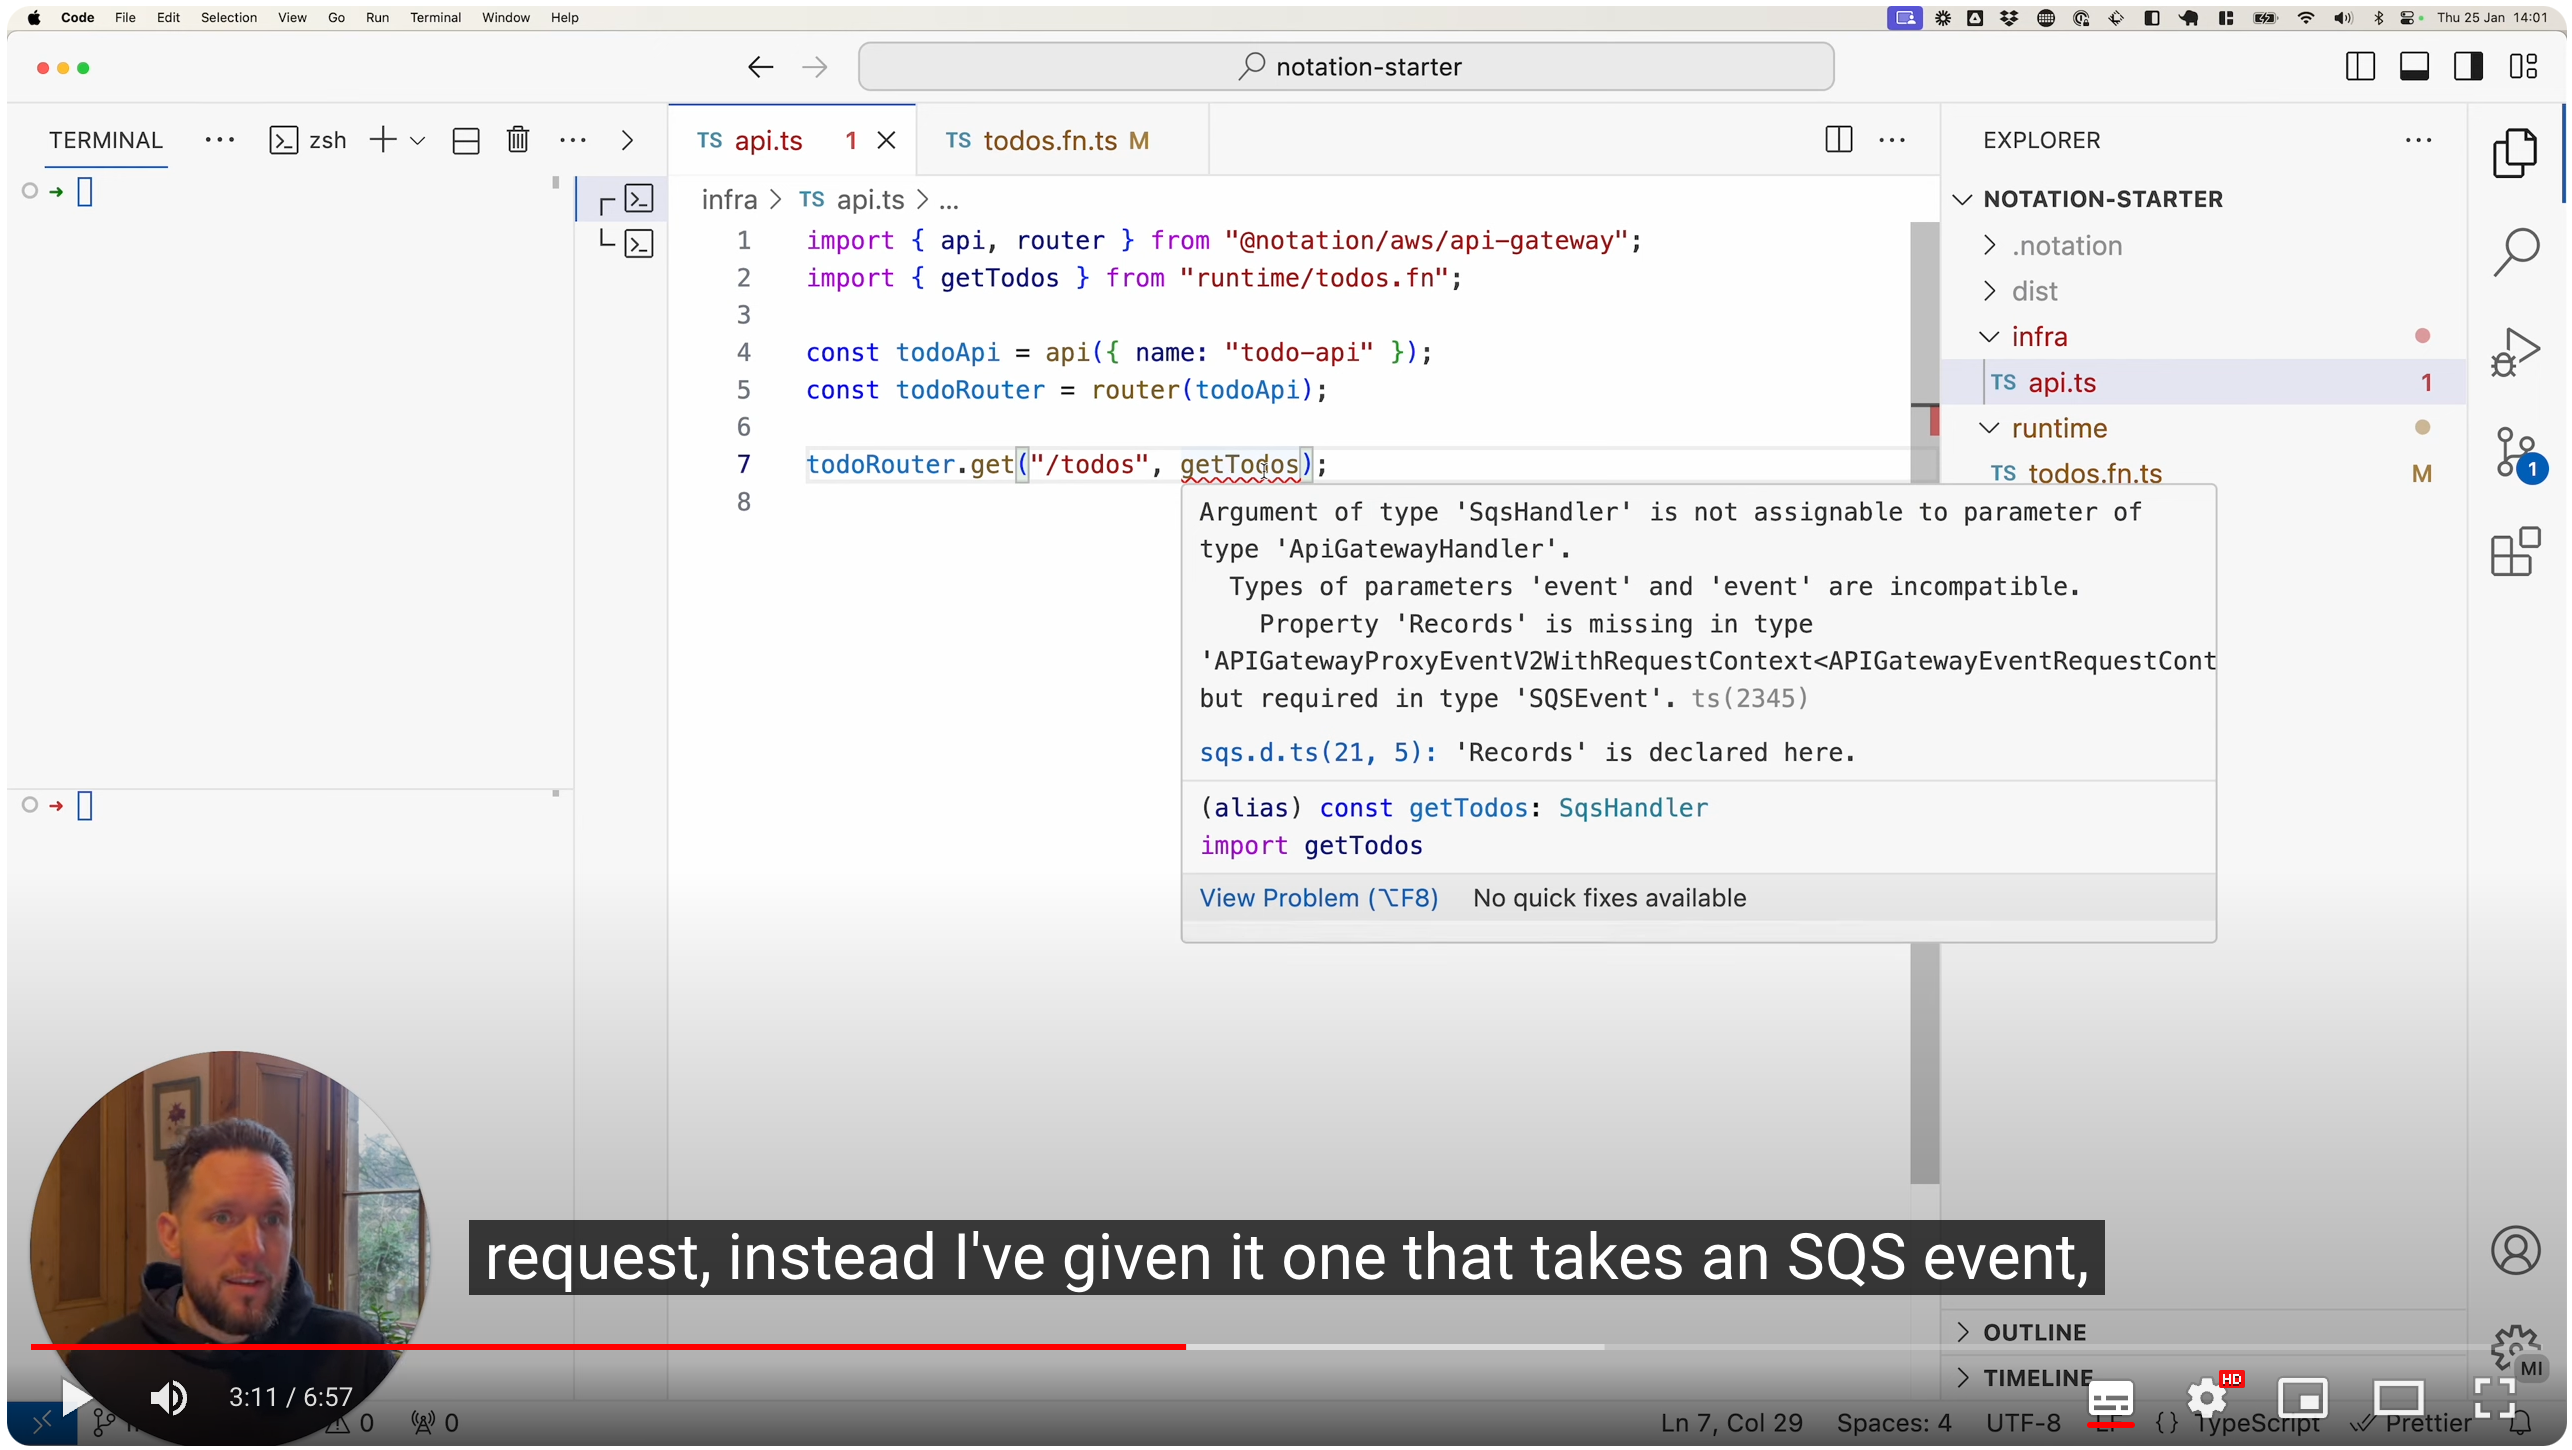 Code File Edit Selection View Go Run Terminal Window Help Thu 25 Jan 14:01
notation-starter
TERMINAL ··· zsh ···
TS api.ts 1 TS todos.fn.ts M ···
infra > TS api.ts > ...
1 import { api, router } from "@notation/aws/api-gateway";
2 import { getTodos } from "runtime/todos.fn";
3
4 const todoApi = api({ name: "todo-api" });
5 const todoRouter = router(todoApi);
6
7 todoRouter.get("/todos", getTodos);
8
Argument of type 'SqsHandler' is not assignable to parameter of
type 'ApiGatewayHandler'.
Types of parameters 'event' and 'event' are incompatible.
Property 'Records' is missing in type
'APIGatewayProxyEventV2WithRequestContext<APIGatewayEventRequestCont
but required in type 'SQSEvent'. ts(2345)
sqs.d.ts(21, 5): 'Records' is declared here.
(alias) const getTodos: SqsHandler
import getTodos
View Problem (⌥F8) No quick fixes available
EXPLORER ···
NOTATION-STARTER
.notation
dist
infra
TS api.ts 1
runtime
TS todos.fn.ts M
1
OUTLINE
TIMELINE
MI
request, instead I've given it one that takes an SQS event,
3:11 / 6:57
HD
0 0
Ln 7, Col 29 Spaces: 4 UTF-8 LF {} TypeScript Prettier